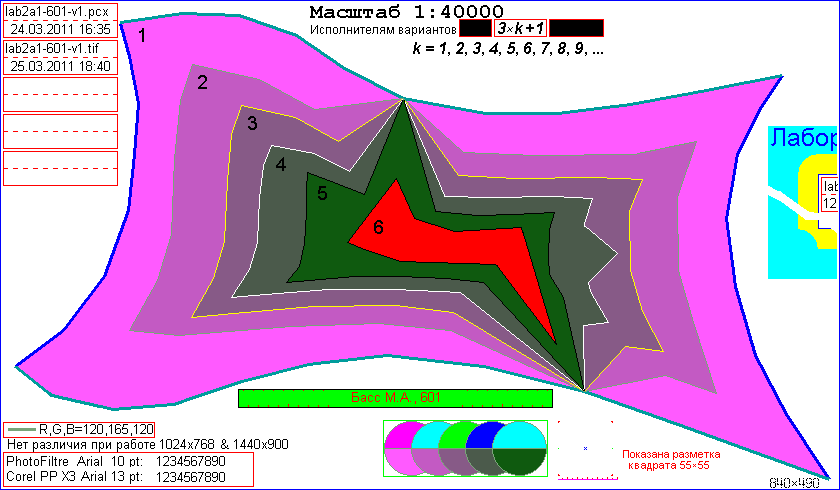 lab2a1-601-v1.pcx
24.03.2011 16:35
lab2a1-601-v1.tif
25.03.2011 18:40
Масштаб 1:40000
Исполнителям вариантов 3×k+1
k = 1, 2, 3, 4, 5, 6, 7, 8, 9, ...
1
2
3
4
5
6
Лабор
lab
12
Басс М.А., 601
R,G,B=120,165,120
Нет различия при работе 1024x768 & 1440x900
PhotoFiltre Arial 10 pt: 1234567890
Corel PP X3 Arial 13 pt: 1234567890
Показана разметка
квадрата 55×55
840×490